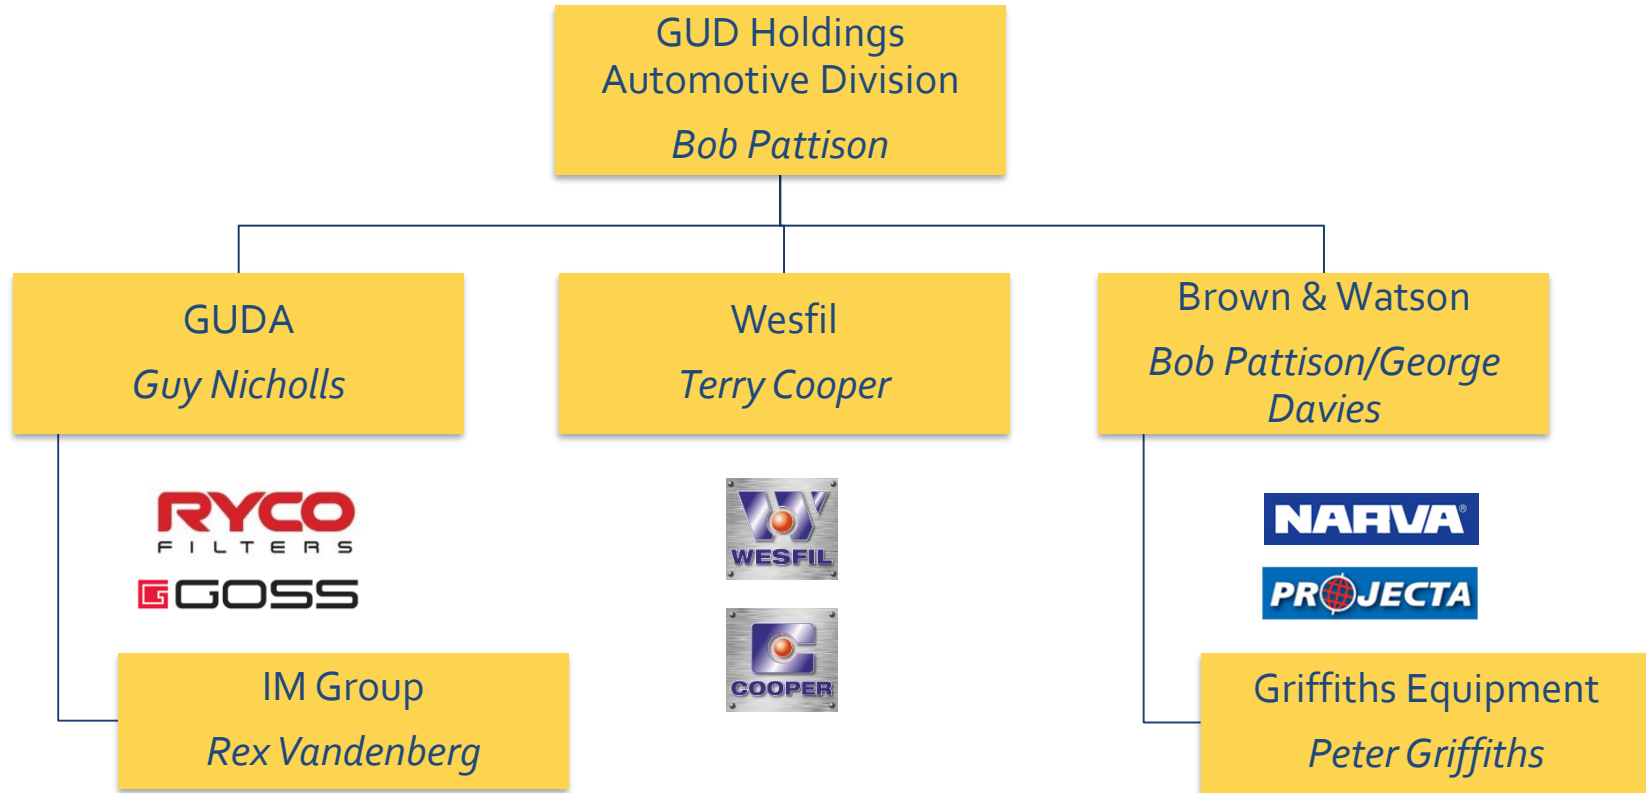 GUD Holdings
Automotive Division
Bob Pattison
GUDA
Guy Nicholls
Wesfil
Terry Cooper
Brown & Watson
Bob Pattison/George
Davies
RYCO
FILTERS
GOSS
WESFIL
COOPER
NARVA®
PROJECTA
IM Group
Rex Vandenberg
Griffiths Equipment
Peter Griffiths